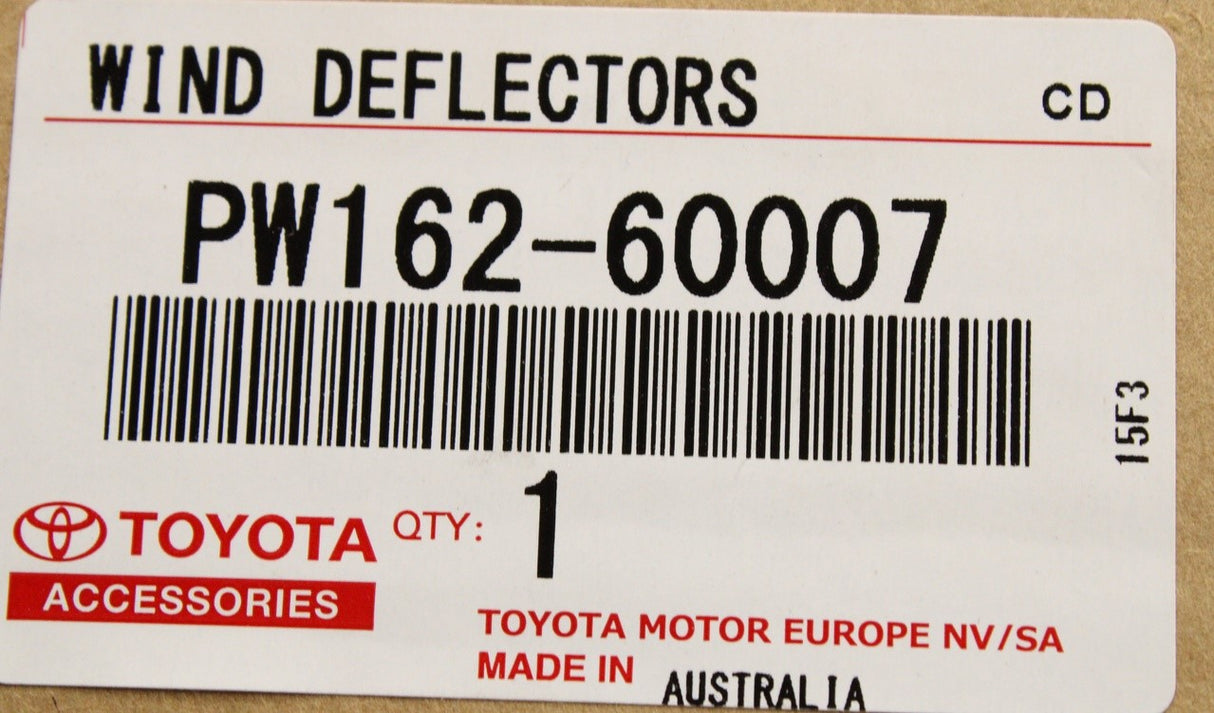 WIND DEFLECTORS CD
PW162-60007
15F3
TOYOTA QTY: 1
ACCESSORIES
TOYOTA MOTOR EUROPE NV/SA
MADE IN AUSTRALIA